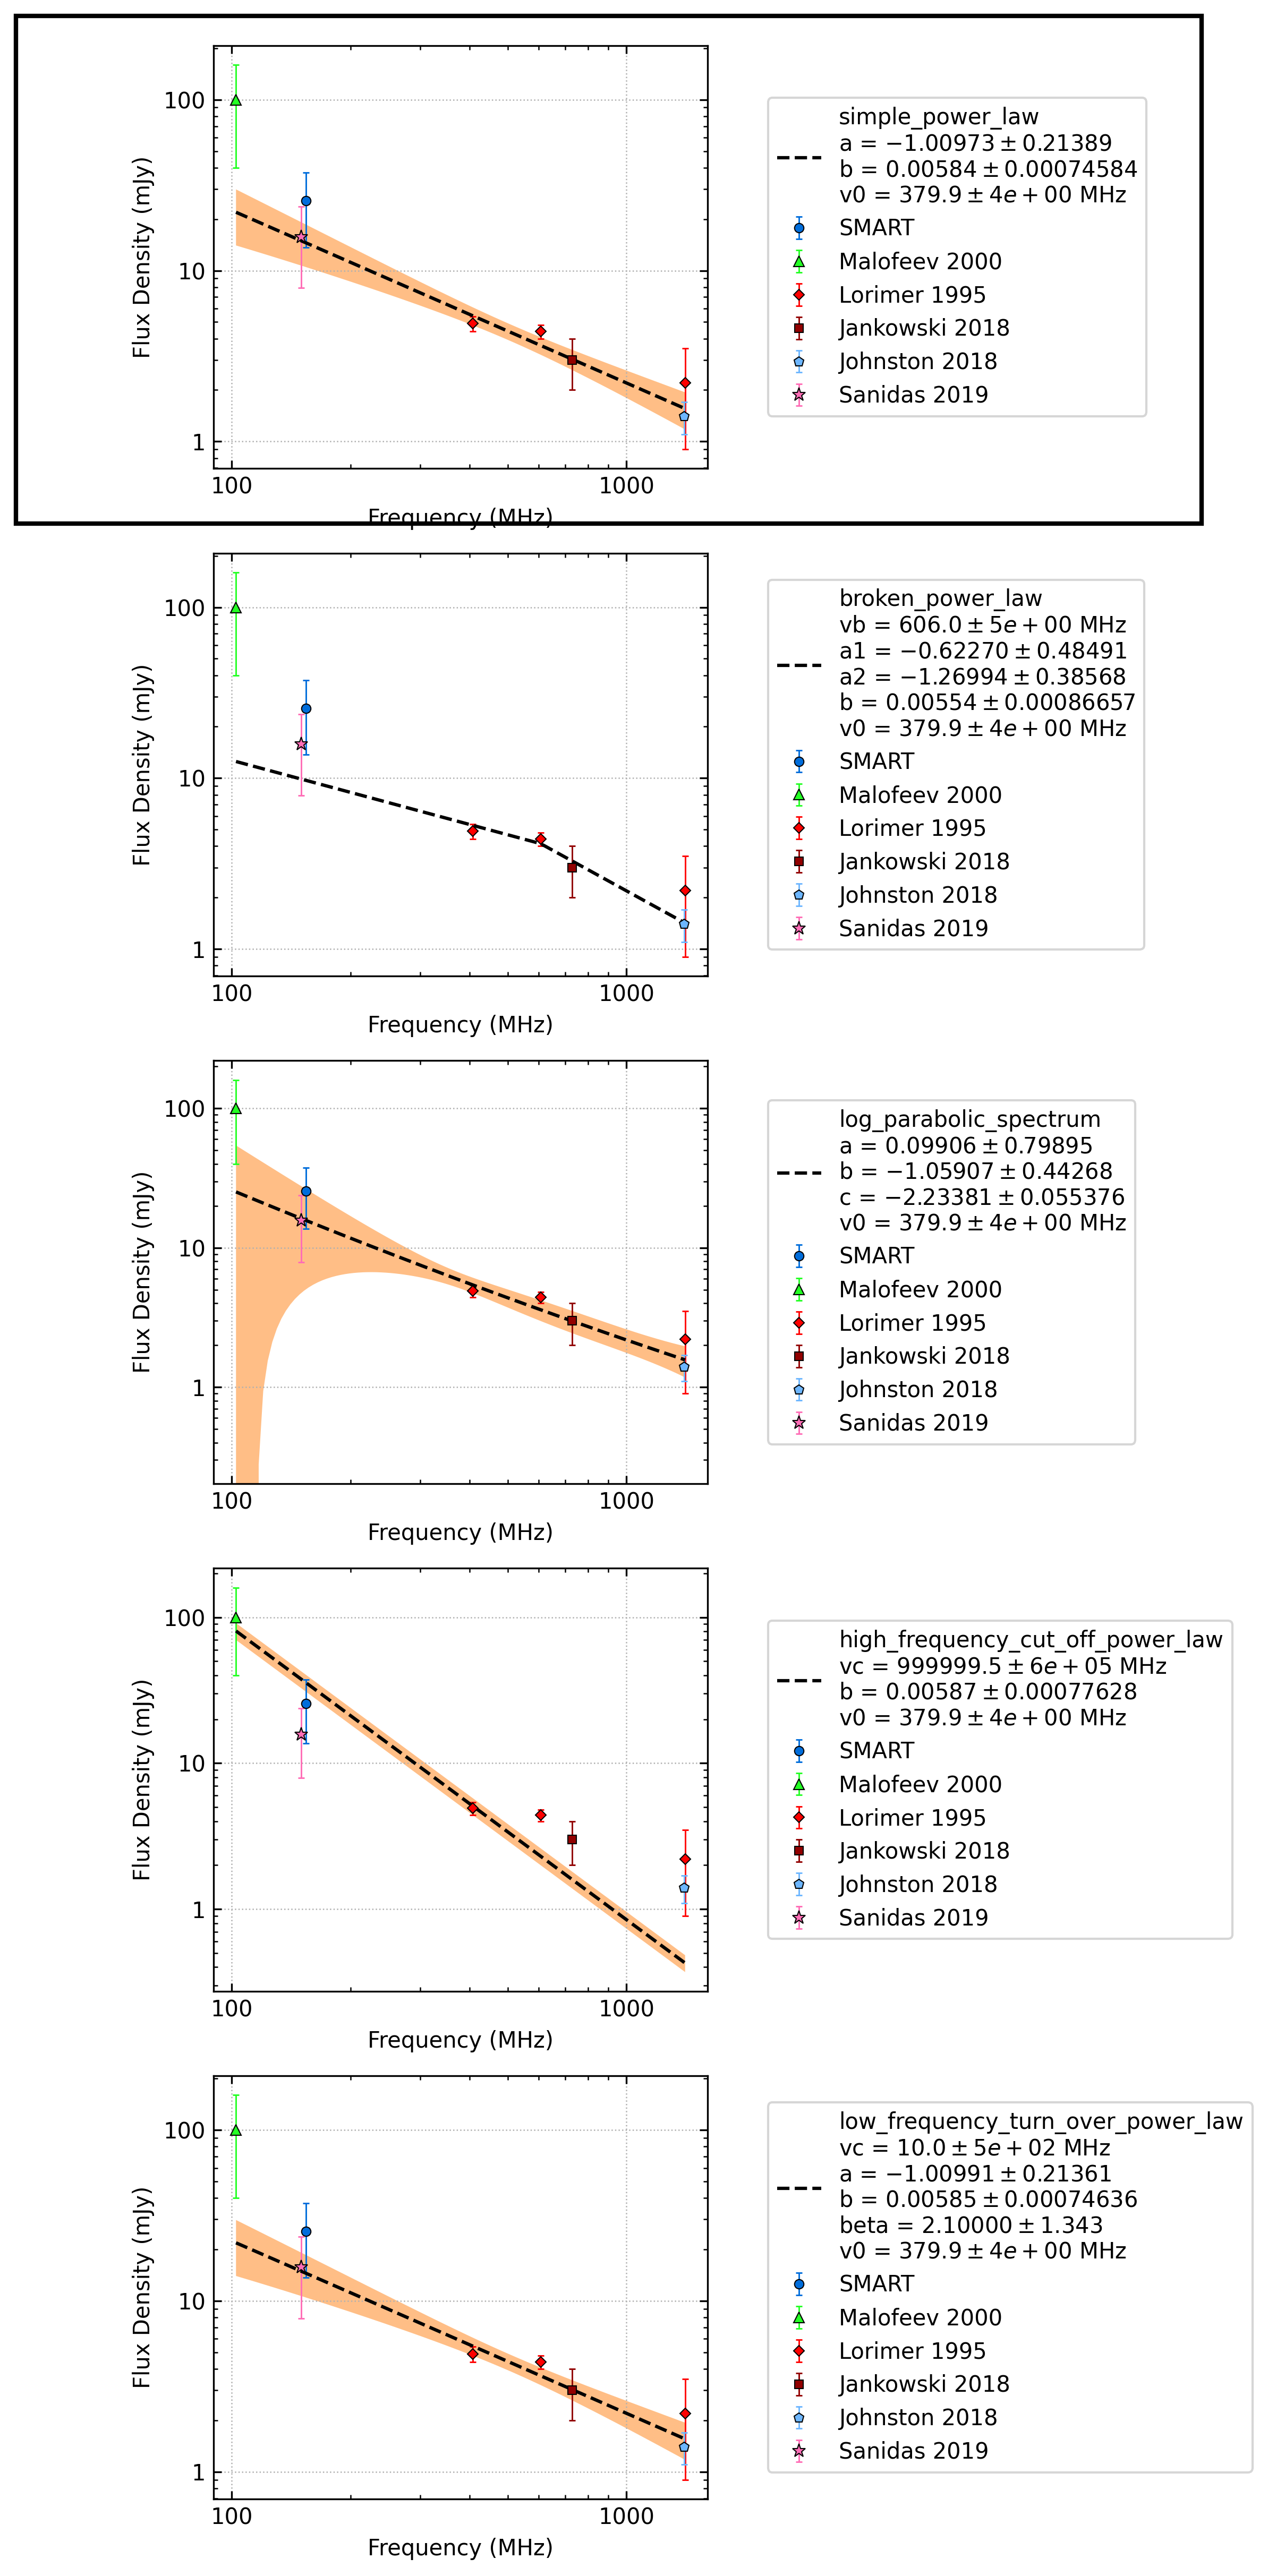 100
10
1
Flux Density (mJy)
100
1000
Frequency (MHz)
simple_power_law
a = −1.00973 ± 0.21389
b = 0.00584 ± 0.00074584
v0 = 379.9 ± 4e + 00 MHz
SMART
Malofeev 2000
Lorimer 1995
Jankowski 2018
Johnston 2018
Sanidas 2019
100
10
1
Flux Density (mJy)
100
1000
Frequency (MHz)
broken_power_law
vb = 606.0 ± 5e + 00 MHz
a1 = −0.62270 ± 0.48491
a2 = −1.26994 ± 0.38568
b = 0.00554 ± 0.00086657
v0 = 379.9 ± 4e + 00 MHz
SMART
Malofeev 2000
Lorimer 1995
Jankowski 2018
Johnston 2018
Sanidas 2019
100
10
1
Flux Density (mJy)
100
1000
Frequency (MHz)
log_parabolic_spectrum
a = 0.09906 ± 0.79895
b = −1.05907 ± 0.44268
c = −2.23381 ± 0.055376
v0 = 379.9 ± 4e + 00 MHz
SMART
Malofeev 2000
Lorimer 1995
Jankowski 2018
Johnston 2018
Sanidas 2019
100
10
1
Flux Density (mJy)
100
1000
Frequency (MHz)
high_frequency_cut_off_power_law
vc = 999999.5 ± 6e + 05 MHz
b = 0.00587 ± 0.00077628
v0 = 379.9 ± 4e + 00 MHz
SMART
Malofeev 2000
Lorimer 1995
Jankowski 2018
Johnston 2018
Sanidas 2019
100
10
1
Flux Density (mJy)
100
1000
Frequency (MHz)
low_frequency_turn_over_power_law
vc = 10.0 ± 5e + 02 MHz
a = −1.00991 ± 0.21361
b = 0.00585 ± 0.00074636
beta = 2.10000 ± 1.343
v0 = 379.9 ± 4e + 00 MHz
SMART
Malofeev 2000
Lorimer 1995
Jankowski 2018
Johnston 2018
Sanidas 2019